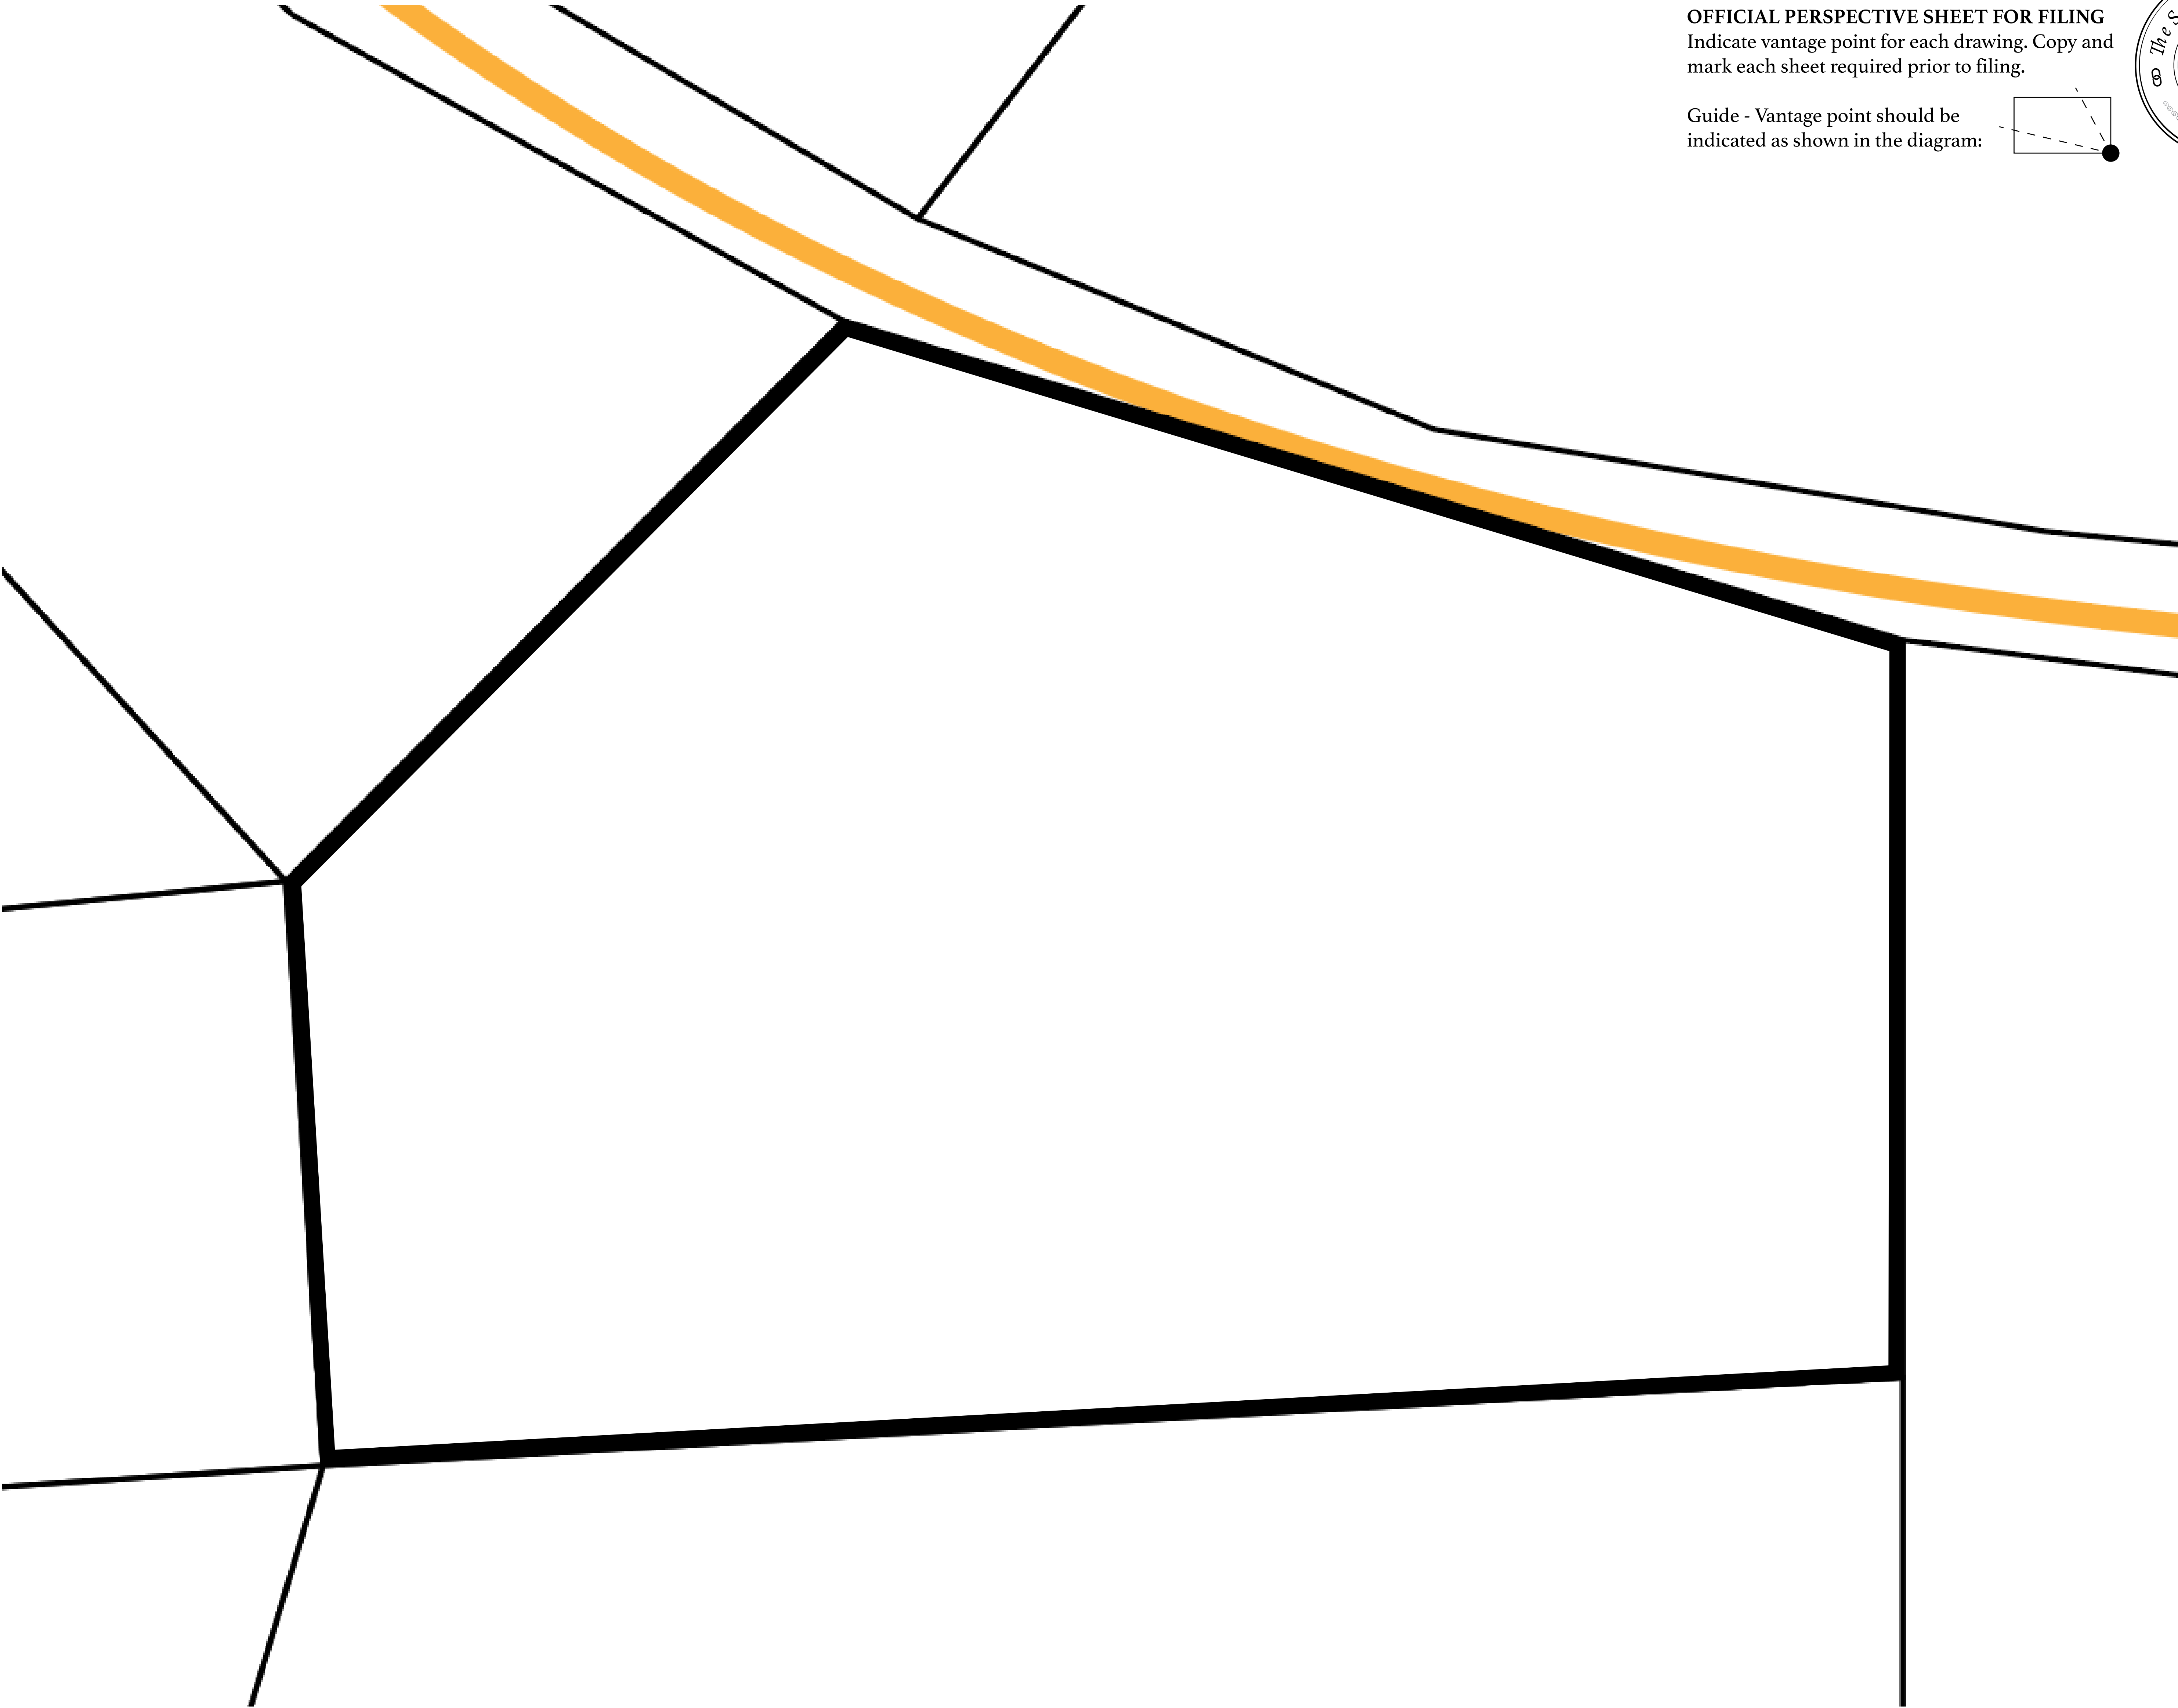 OFFICIAL PERSPECTIVE SHEET FOR FILING
Indicate vantage point for each drawing. Copy and
mark each sheet required prior to filing.
Guide - Vantage point should be
indicated as shown in the diagram:
The